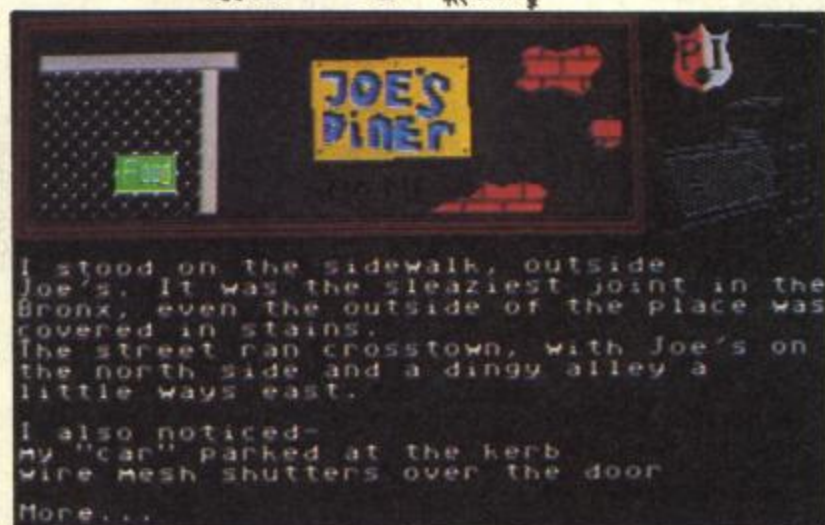 PI
JOE'S
DINER
Food
I stood on the sidewalk, outside
Joe's. It was the sleaziest joint in the
Bronx, even the outside of the place was
covered in stains.
The street ran crosstown, with Joe's on
the north side and a dingy alley a
little ways east.
I also noticed-
my "car" parked at the kerb
wire mesh shutters over the door
More...